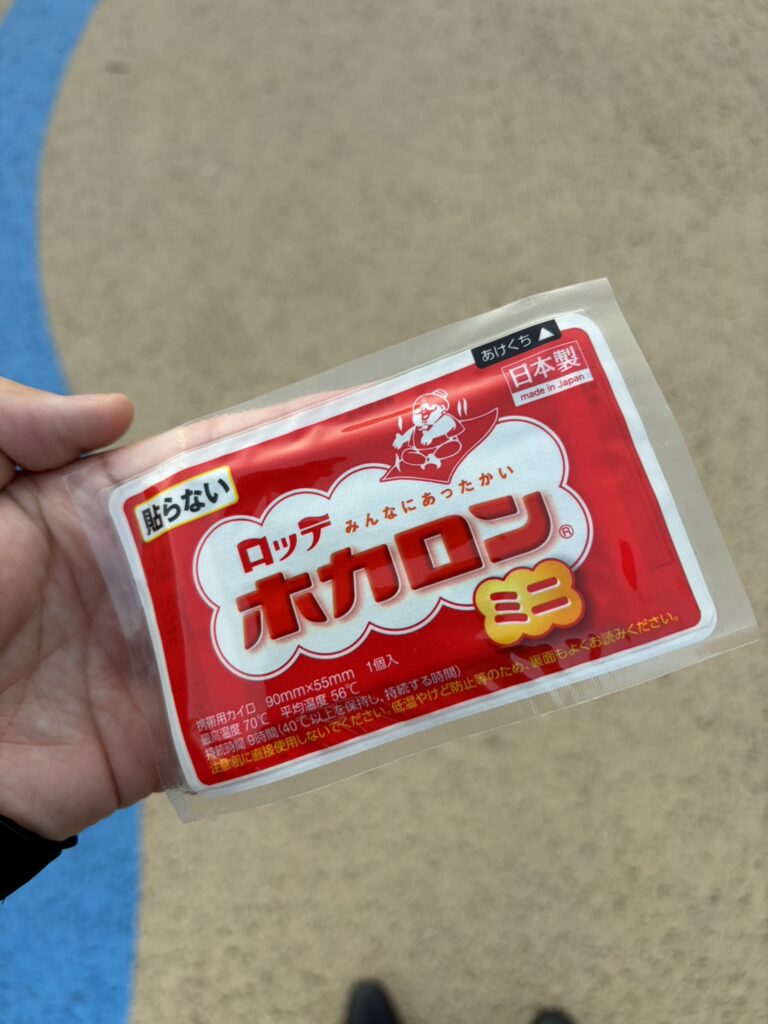 あけくち ▲
日本製
made in Japan
貼らない
ロッテ
みんなにあったかい
ホカロン®
ミニ
携帯用カイロ 90mm×55mm 1個入
最高温度 70℃ 平均温度 56℃
持続時間 9時間(40℃以上を保持し、持続する時間)
注意:肌に直接使用しないでください。低温やけど防止等のため、裏面もよくお読みください。